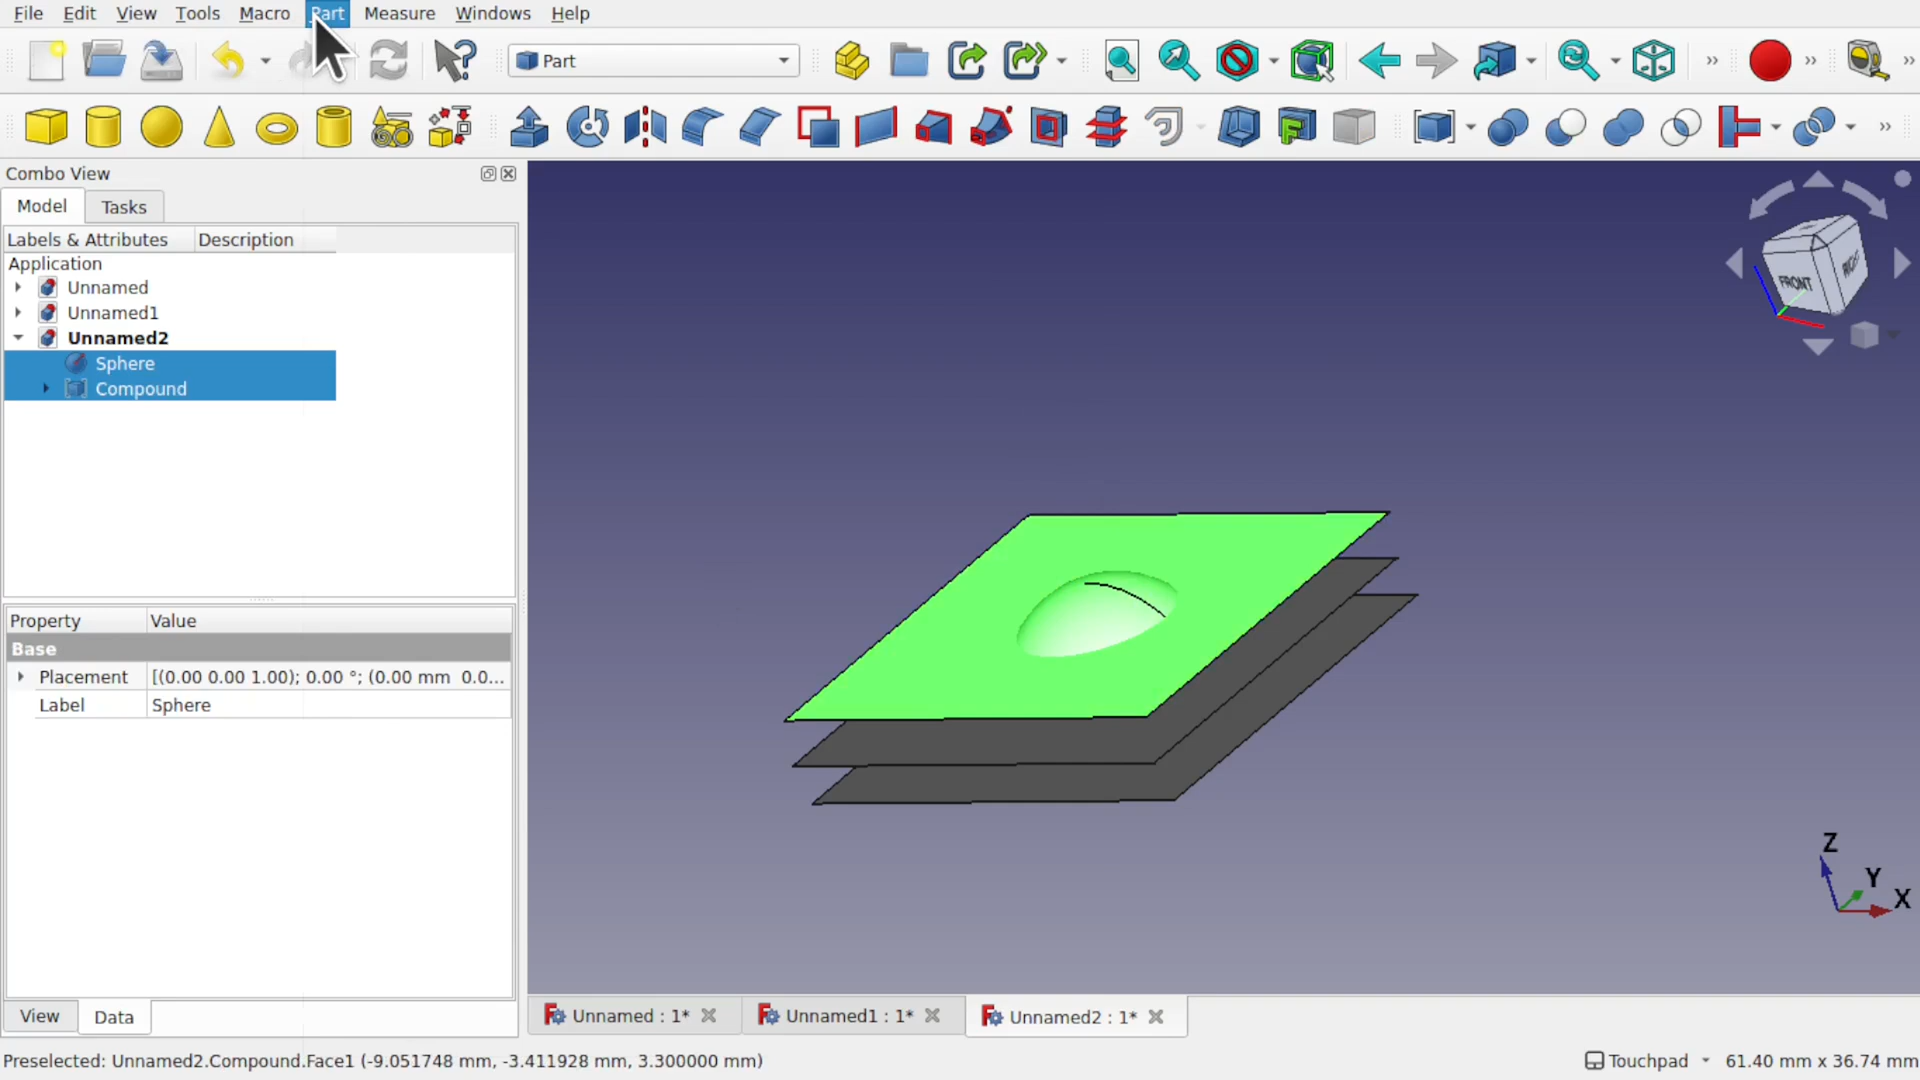 File Edit View Tools Macro Part Measure Windows Help
Part
Combo View
Model Tasks
Labels & Attributes Description
Application
Unnamed
Unnamed1
Unnamed2
Sphere
Compound
Property Value
Base
Placement [(0.00 0.00 1.00); 0.00 °; (0.00 mm 0.0...
Label Sphere
View Data
FRONT RIGHT
Z
Y
X
Unnamed : 1* Unnamed1 : 1* Unnamed2 : 1*
Preselected: Unnamed2.Compound.Face1 (-9.051748 mm, -3.411928 mm, 3.300000 mm)
Touchpad 61.40 mm x 36.74 mm